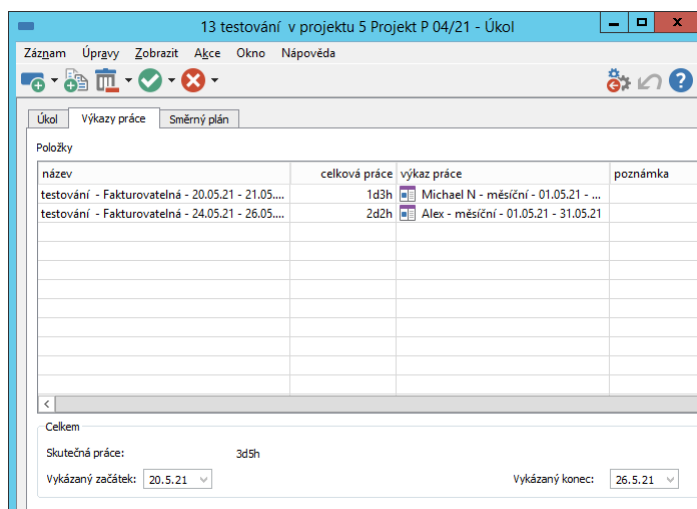 13 testování v projektu 5 Projekt P 04/21 - Úkol
Záznam Úpravy Zobrazit Akce Okno Nápověda
Úkol Výkazy práce Směrný plán
Položky
název celková práce výkaz práce poznámka
testování - Fakturovatelná - 20.05.21 - 21.05.... 1d3h Michael N - měsíční - 01.05.21 - ...
testování - Fakturovatelná - 24.05.21 - 26.05.... 2d2h Alex - měsíční - 01.05.21 - 31.05.21
Celkem
Skutečná práce: 3d5h
Vykázaný začátek: 20.5.21 Vykázaný konec: 26.5.21